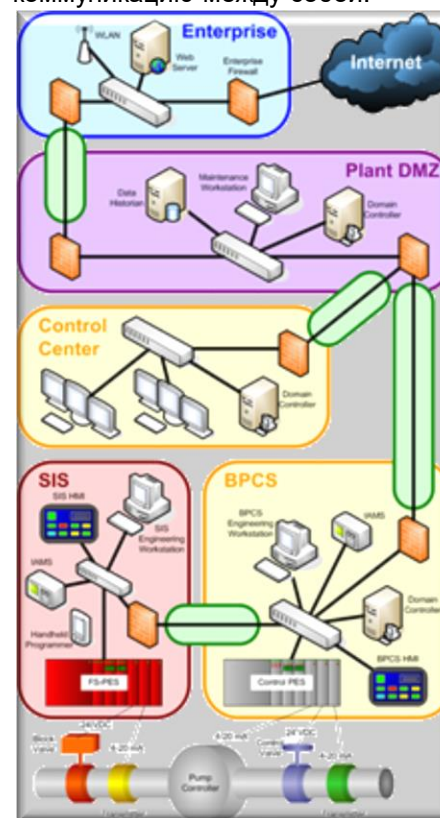 коммуникацию между собой.
Enterprise
WLAN
Web
Server
Enterprise
Firewall
Internet
Plant DMZ
Data
Historian
Maintenance
Workstation
Domain
Controller
Control
Center
Domain
Controller
SIS
SIS HMI
SIS
Engineering
Workstation
IAMS
Handheld
Programmer
FS-PES
BPCS
BPCS
Engineering
Workstation
IAMS
Domain
Controller
BPCS HMI
Control PES
24 VDC
4-20 mA
4-20 mA
24 VDC
4-20 mA
Block
Valve
Pump
Controller
Control
Valve
Transmitter
Transmitter